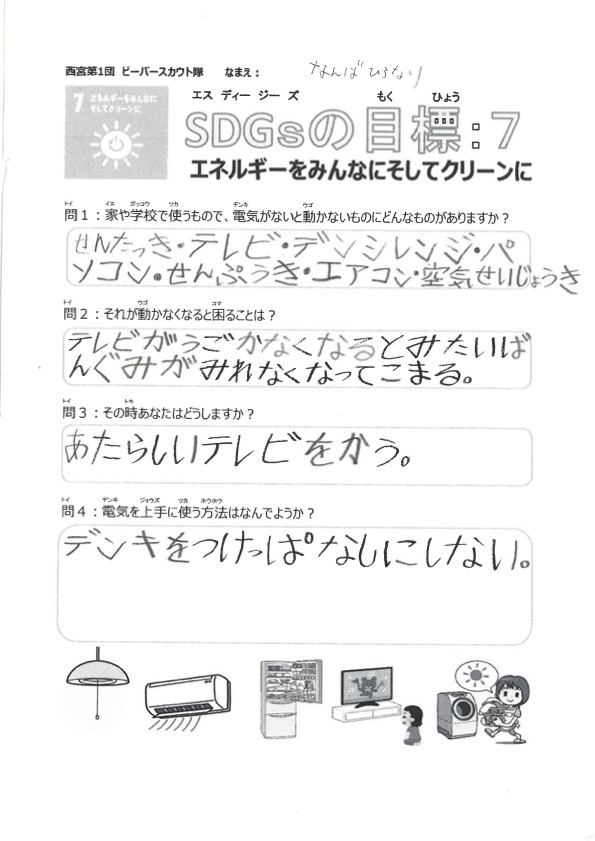 西宮第1団 ビーバースカウト隊 なまえ: なんばひろなり
エス ディー ジー ズ もく ひょう
7 エネルギーをみんなに
そしてクリーンに
SDGsの目標:7
エネルギーをみんなにそしてクリーンに
トイ イエ ガッコウ ツカ デンキ ウゴ
問1:家や学校で使うもので、電気がないと動かないものにどんなものがありますか?
せんたっき・テレビ・デンシレンジ・パ
ソコン・せんぷうき・エアコン・空気せいじょうき
トイ ウゴ コマ
問2:それが動かなくなると困ることは?
テレビがうごかなくなるとみたいば
んぐみがみれなくなってこまる。
トイ トキ
問3:その時あなたはどうしますか?
あたらしいテレビをかう。
トイ デンキ ジョウズ ツカ ホウホウ
問4:電気を上手に使う方法はなんでようか?
デンキをつけっぱなしにしない。